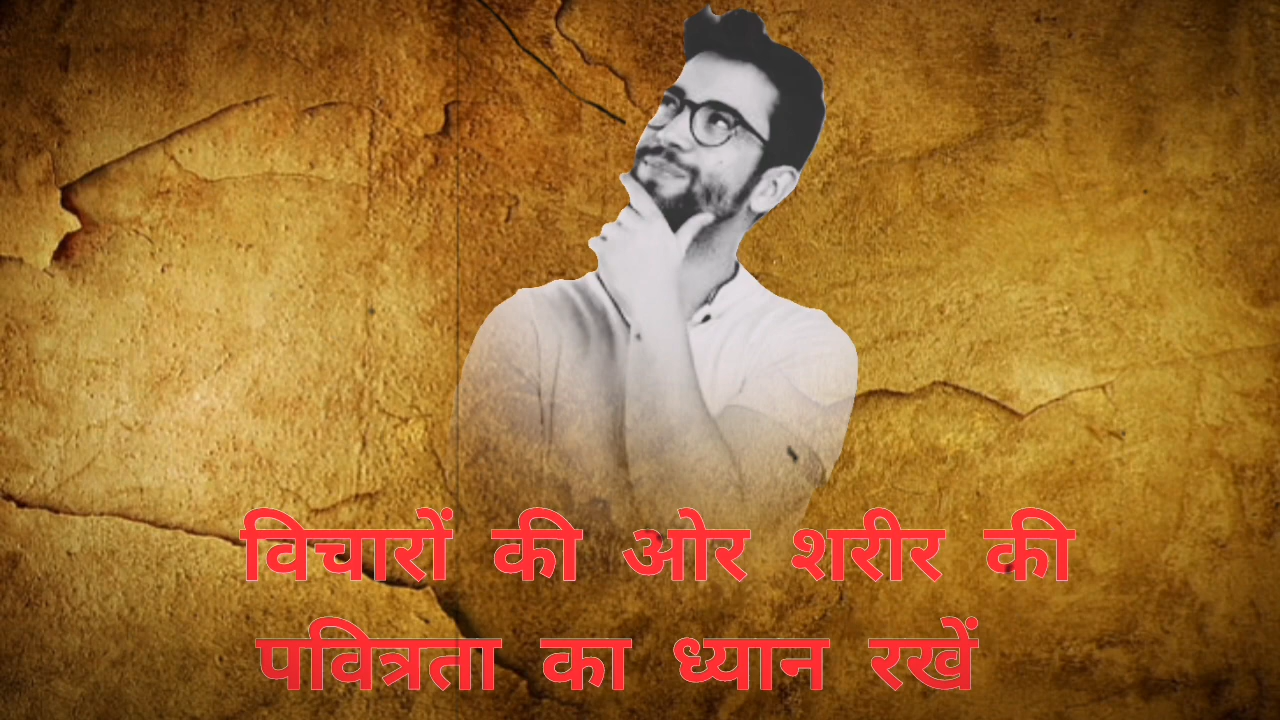 विचारों की ओर शरीर की
पवित्रता का ध्यान रखें